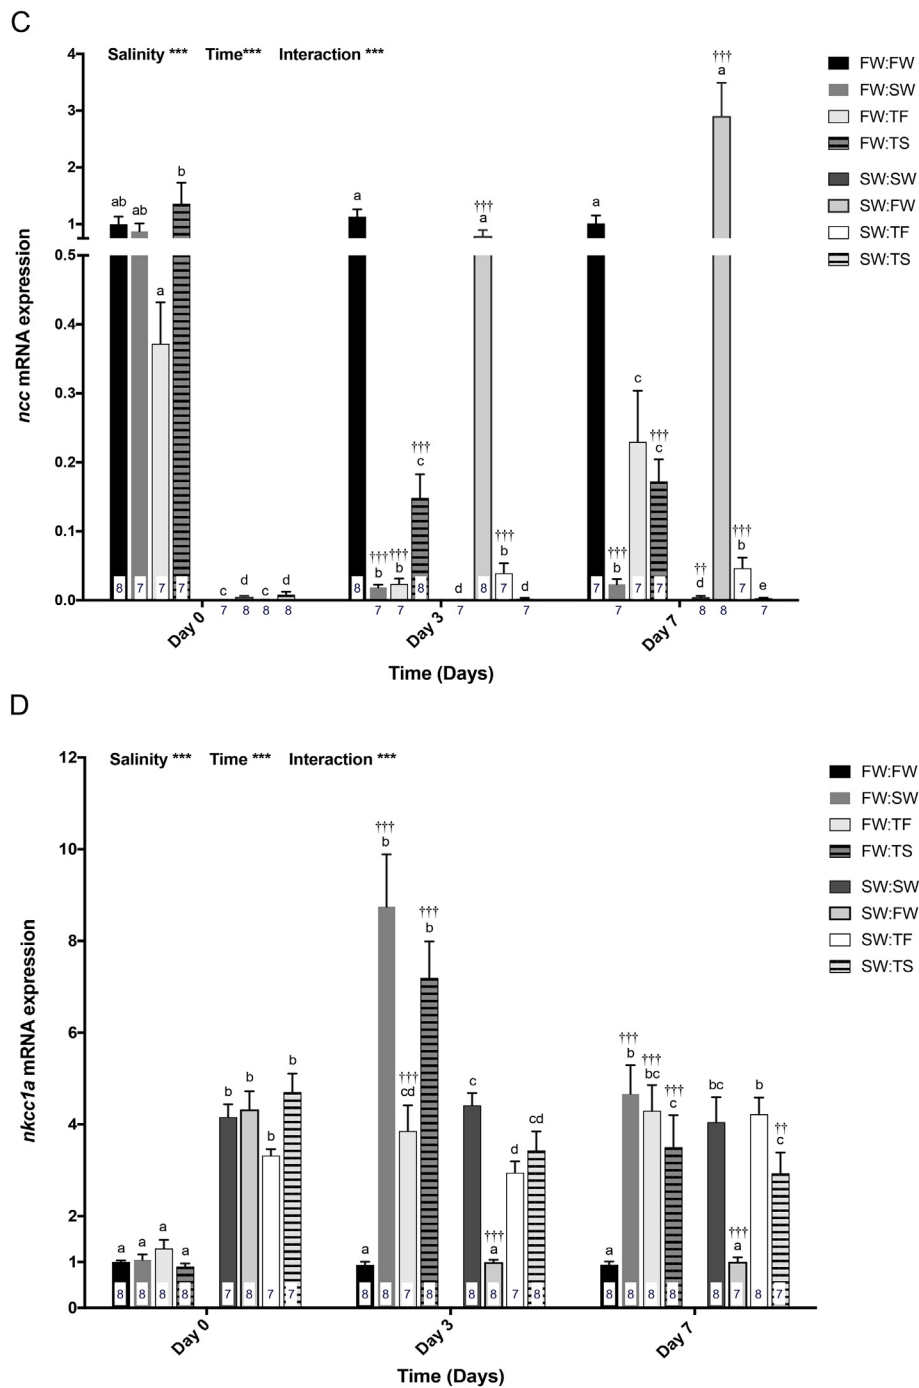 C
Salinity *** Time*** Interaction ***
4
3
2
1
0.5
0.4
0.3
0.2
0.1
0.0
ncc mRNA expression
ab ab a b
c d c d
a
††† b
††† b
††† c
d
††† a
††† b
d
a
††† b
c
††† c
†† d
††† a
††† b
e
8 7 7 7 7 8 8 8
8 7 7 8 7 8 7 7
7 7 7 7 8 8 7 7
Day 0 Day 3 Day 7
Time (Days)
FW:FW
FW:SW
FW:TF
FW:TS
SW:SW
SW:FW
SW:TF
SW:TS
D
Salinity *** Time *** Interaction ***
12
10
8
6
4
2
1
0
nkcc1a mRNA expression
a a a a
b b b b
a
††† b
††† cd
††† b
c
††† a
d
cd
a
††† b
††† bc
††† c
bc
††† a
b
†† c
8 8 8 8 7 8 7 7
8 8 7 8 8 8 7 8
8 8 8 8 8 7 8 7
Day 0 Day 3 Day 7
Time (Days)
FW:FW
FW:SW
FW:TF
FW:TS
SW:SW
SW:FW
SW:TF
SW:TS